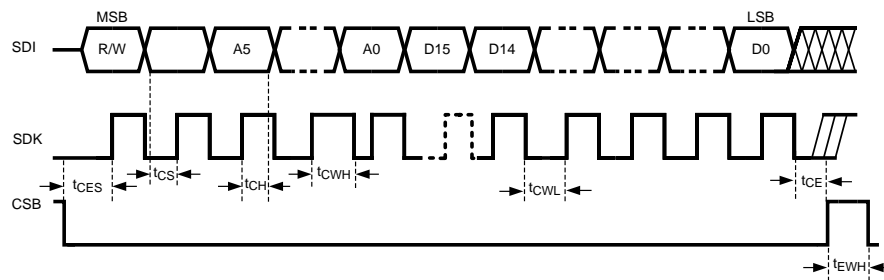 MSB LSB
SDI R/W A5 A0 D15 D14 D0
SDK
tCES tCS tCH tCWH tCWL tCE
CSB
tEWH